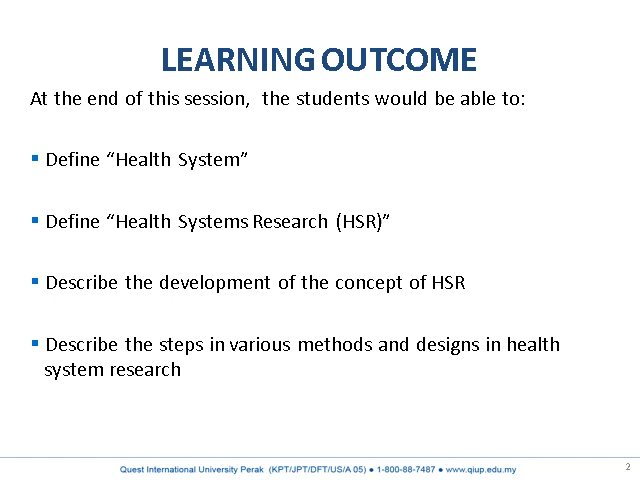 LEARNING OUTCOME
At the end of this session, the students would be able to:
▪ Define “Health System”
▪ Define “Health Systems Research (HSR)”
▪ Describe the development of the concept of HSR
▪ Describe the steps in various methods and designs in health
system research
Quest International University Perak (KPT/JPT/DFT/US/A 05) ● 1-800-88-7487 ● www.qiup.edu.my
2